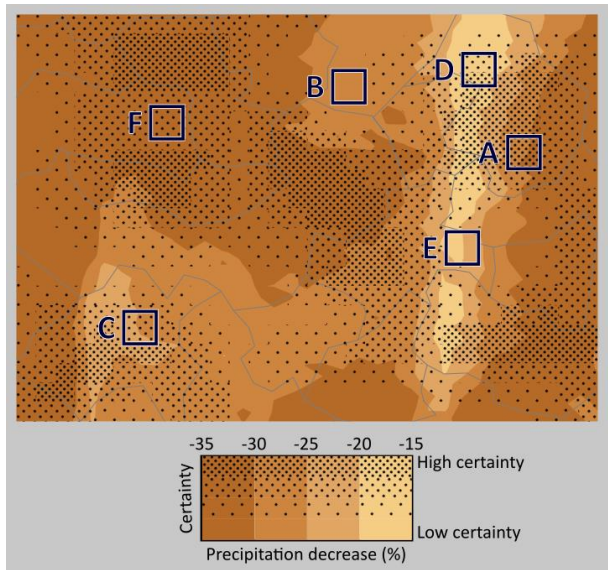 D
B
F
A
E
C
-35 -30 -25 -20 -15
Certainty
High certainty
Low certainty
Precipitation decrease (%)